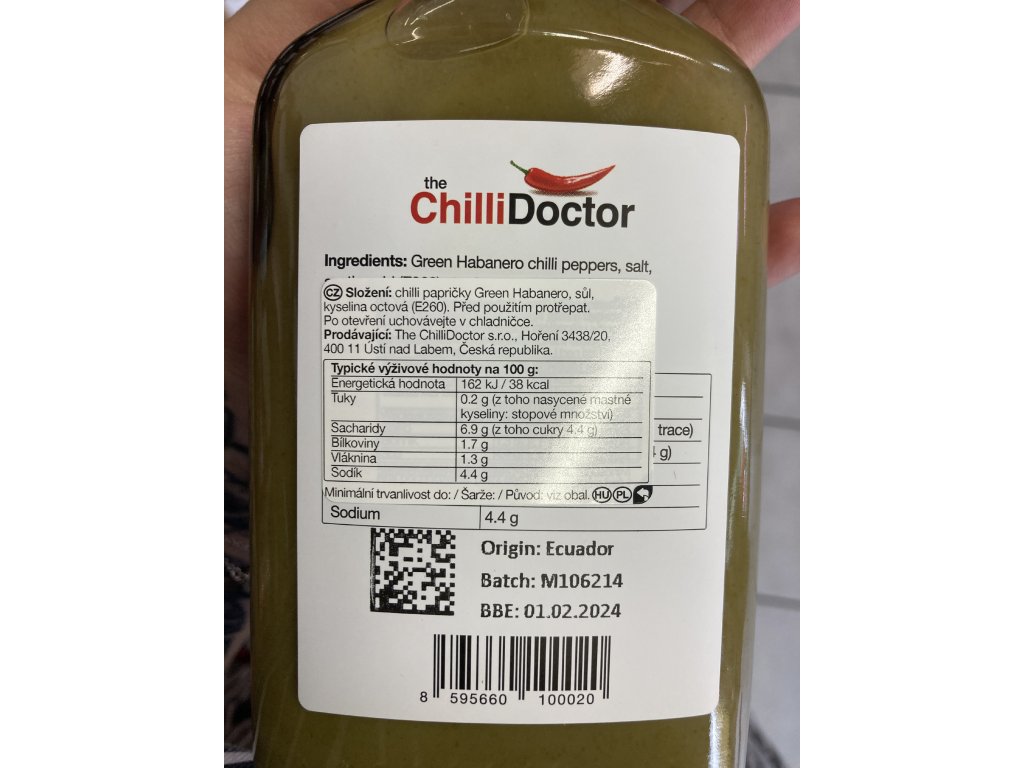 the
ChilliDoctor
Ingredients: Green Habanero chilli peppers, salt,
CZ Složení: chilli papričky Green Habanero, sůl,
kyselina octová (E260). Před použitím protřepat.
Po otevření uchovávejte v chladničce.
Prodávající: The ChilliDoctor s.r.o., Hoření 3438/20,
400 11 Ústí nad Labem, Česká republika.
Typické výživové hodnoty na 100 g:
Energetická hodnota 162 kJ / 38 kcal
Tuky 0.2 g (z toho nasycené mastné
kyseliny: stopové množství)
Sacharidy 6.9 g (z toho cukry 4.4 g)
trace)
Bílkoviny 1.7 g
g)
Vláknina 1.3 g
Sodík 4.4 g
Minimální trvanlivost do: / Šarže: / Původ: viz obal. HU PL
Sodium 4.4 g
Origin: Ecuador
Batch: M106214
BBE: 01.02.2024
8 595660 100020